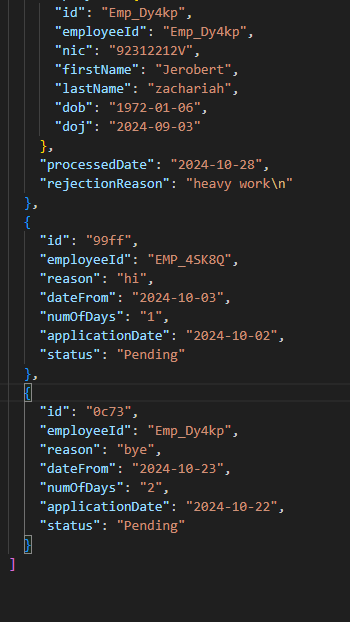 "id": "Emp_Dy4kp",
"employeeId": "Emp_Dy4kp",
"nic": "92312212V",
"firstName": "Jerobert",
"lastName": "zachariah",
"dob": "1972-01-06",
"doj": "2024-09-03"
},
"processedDate": "2024-10-28",
"rejectionReason": "heavy work\n"
},
{
"id": "99ff",
"employeeId": "EMP_4SK8Q",
"reason": "hi",
"dateFrom": "2024-10-03",
"numOfDays": "1",
"applicationDate": "2024-10-02",
"status": "Pending"
},
{
"id": "0c73",
"employeeId": "Emp_Dy4kp",
"reason": "bye",
"dateFrom": "2024-10-23",
"numOfDays": "2",
"applicationDate": "2024-10-22",
"status": "Pending"
}
]